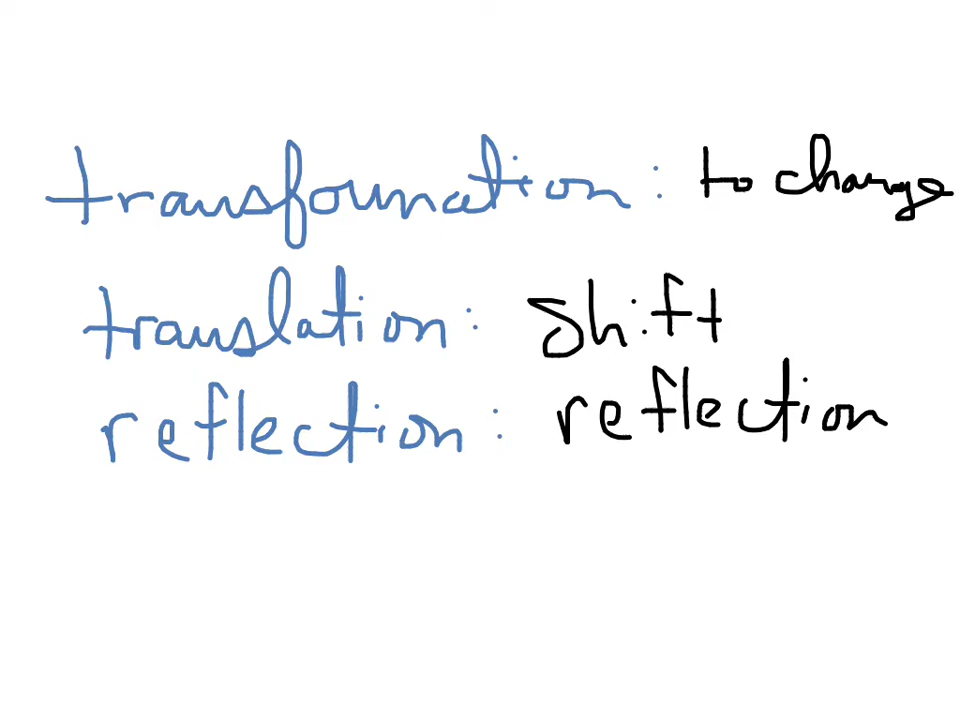 transformation: to change
translation: shift
reflection: reflection